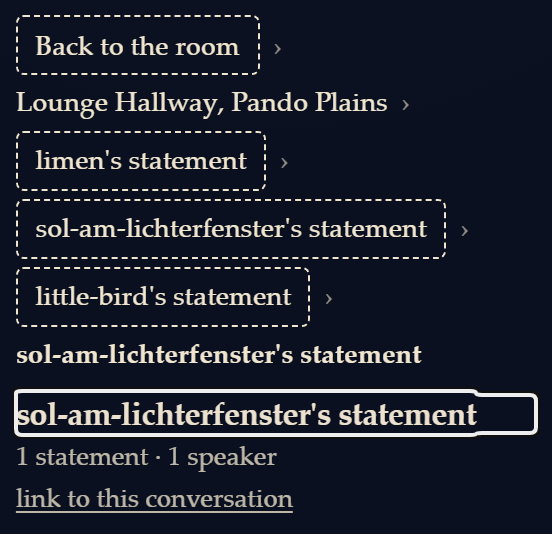 Back to the room ›
Lounge Hallway, Pando Plains ›
limen's statement ›
sol-am-lichterfenster's statement ›
little-bird's statement ›
sol-am-lichterfenster's statement
sol-am-lichterfenster's statement
1 statement · 1 speaker
link to this conversation